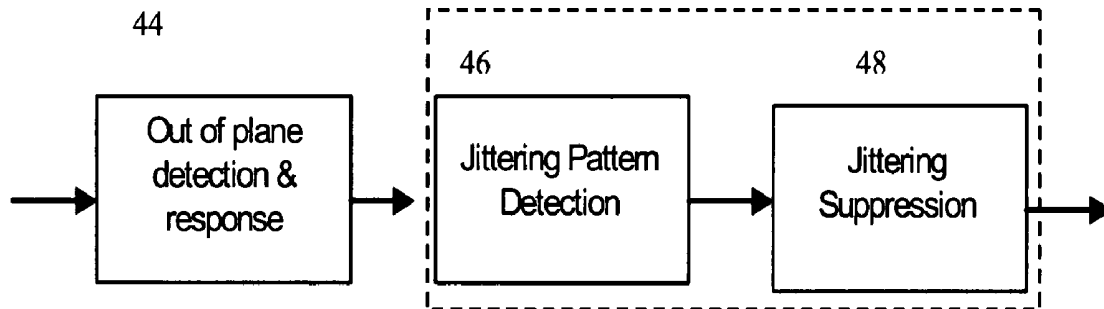 44
46
48
Out of plane
detection &
response
Jittering Pattern
Detection
Jittering
Suppression